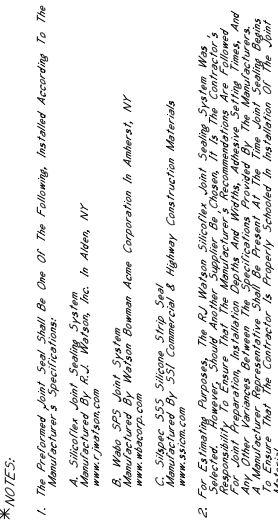 * NOTES:
1. The Preformed Joint Seal Shall Be One Of The Following, Installed According To The
Manufacturer's Specifications:
A. Silicoflex Joint Sealing System
Manufactured By R.J. Watson, Inc. In Alden, NY
www.rjwatson.com
B. Wabo SPS Joint System
Manufactured By Watson Bowman Acme Corporation In Amherst, NY
www.wbacorp.com
C. Silspec SSS Silicone Strip Seal
Manufactured By SSI Commercial & Highway Construction Materials
www.ssicm.com
2. For Estimating Purposes, The RJ Watson Silicoflex Joint Sealing System Was
Selected. However, Should Another Supplier Be Chosen, It Is The Contractor's
Responsibility To Ensure That The Manufacturer's Recommendations Are Followed
For Joint Preparation, Installation Depths And Widths, Adhesive Setting Times, And
Any Other Variances Between The Specifications Provided By The Manufacturers.
A Manufacturer Representative Shall Be Present At The Time Joint Sealing Begins
To Ensure That The Contractor Is Properly Schooled In Installation Of The Joint
Material.